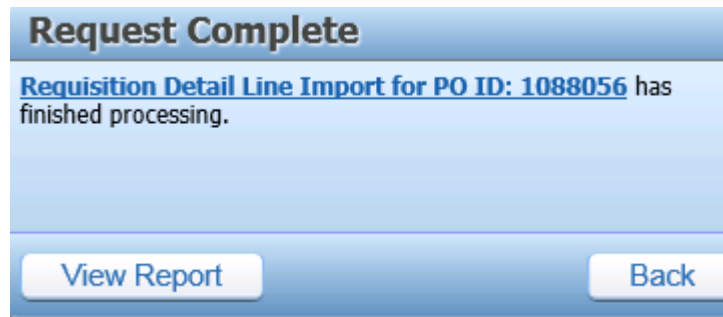 Request Complete
Requisition Detail Line Import for PO ID: 1088056 has
finished processing.
View Report
Back